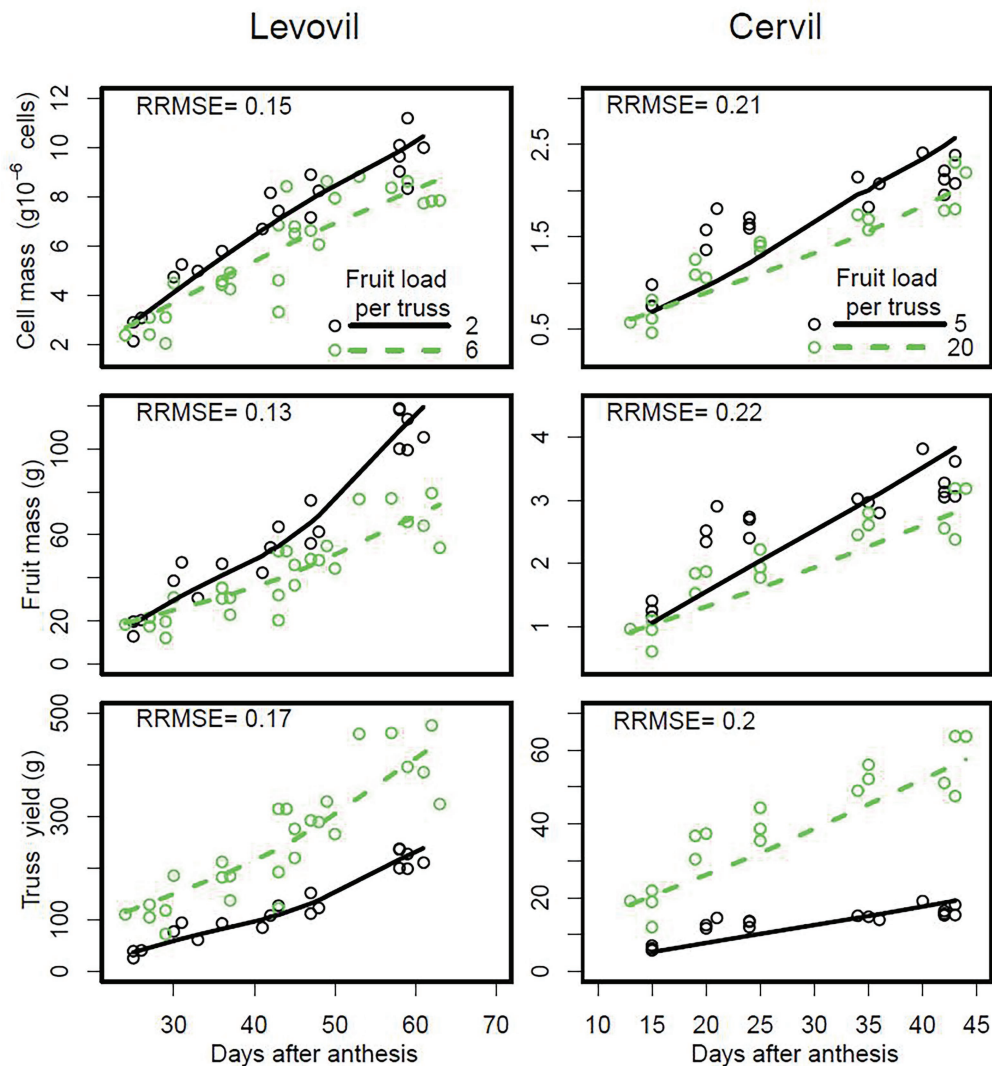 Levovil
Cervil
Cell mass (g10⁻⁶ cells)
12
10
8
6
4
2
RRMSE= 0.15
Fruit load
per truss
2
6
2.5
1.5
0.5
RRMSE= 0.21
Fruit load
per truss
5
20
Fruit mass (g)
100
60
20
0
RRMSE= 0.13
4
3
2
1
RRMSE= 0.22
Truss yield (g)
500
300
100
0
RRMSE= 0.17
60
40
20
0
RRMSE= 0.2
30 40 50 60 70
Days after anthesis
10 15 20 25 30 35 40 45
Days after anthesis